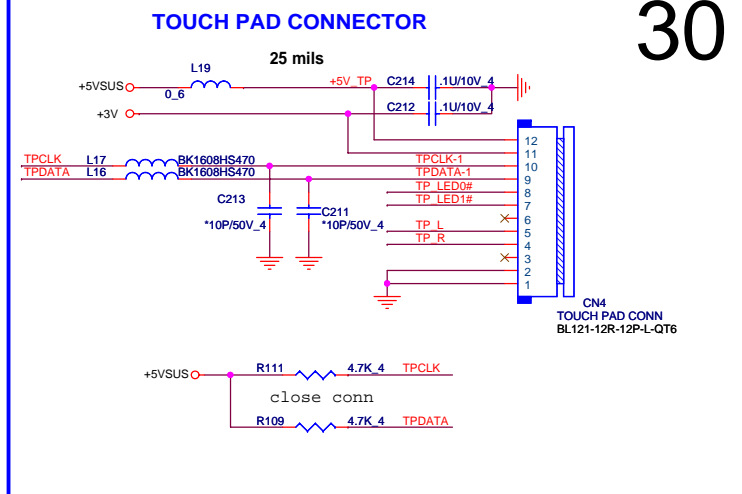 TOUCH PAD CONNECTOR
30
25 mils
L19
+5VSUS
0_6
+5V_TP
C214
.1U/10V_4
+3V
C212
.1U/10V_4
12
11
TPCLK
L17
BK1608HS470
TPCLK-1
10
TPDATA
L16
BK1608HS470
TPDATA-1
9
TP_LED0#
8
C213
TP_LED1#
7
C211
6
*10P/50V_4
*10P/50V_4
TP_L
5
TP_R
4
3
2
1
CN4
TOUCH PAD CONN
BL121-12R-12P-L-QT6
+5VSUS
R111
4.7K_4
TPCLK
close conn
R109
4.7K_4
TPDATA